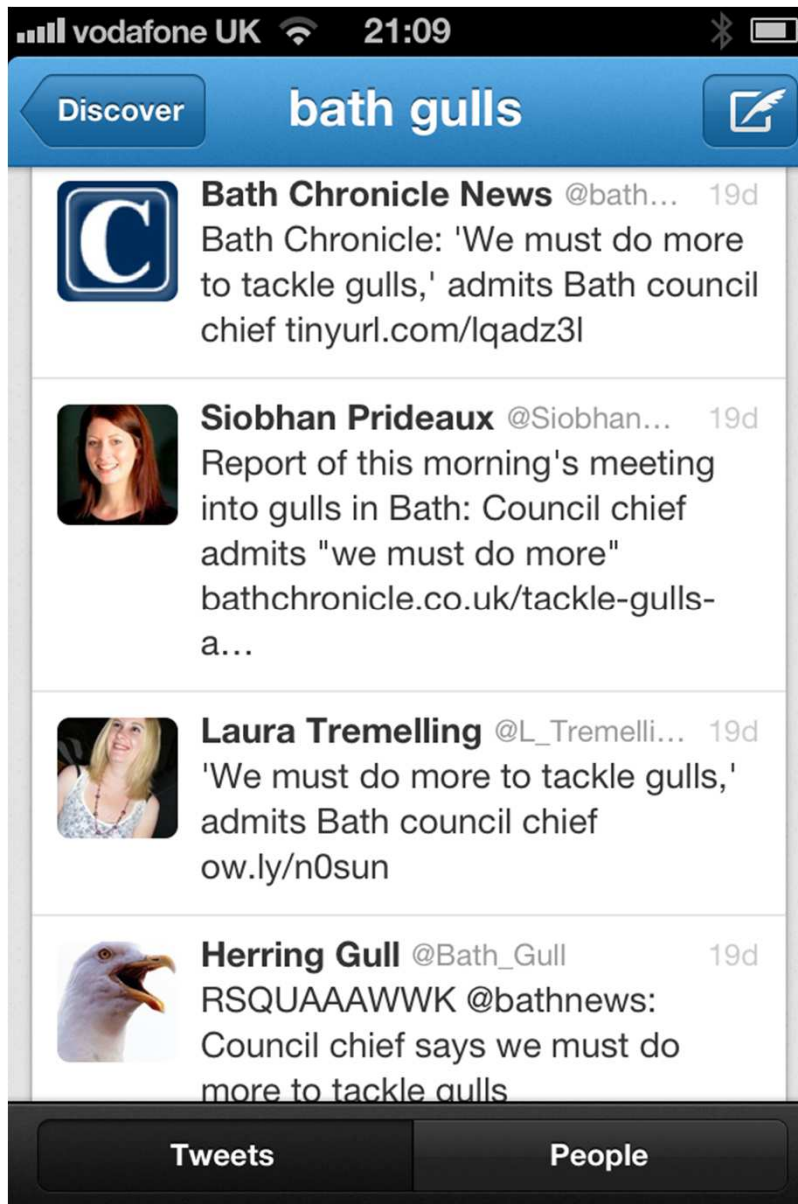 vodafone UK 21:09
Discover
bath gulls
C
Bath Chronicle News @bath... 19d
Bath Chronicle: 'We must do more
to tackle gulls,' admits Bath council
chief tinyurl.com/lqadz3l
Siobhan Prideaux @Siobhan... 19d
Report of this morning's meeting
into gulls in Bath: Council chief
admits "we must do more"
bathchronicle.co.uk/tackle-gulls-
a...
Laura Tremelling @L_Tremelli... 19d
'We must do more to tackle gulls,'
admits Bath council chief
ow.ly/n0sun
Herring Gull @Bath_Gull 19d
RSQUAAAWWK @bathnews:
Council chief says we must do
more to tackle gulls
Tweets
People